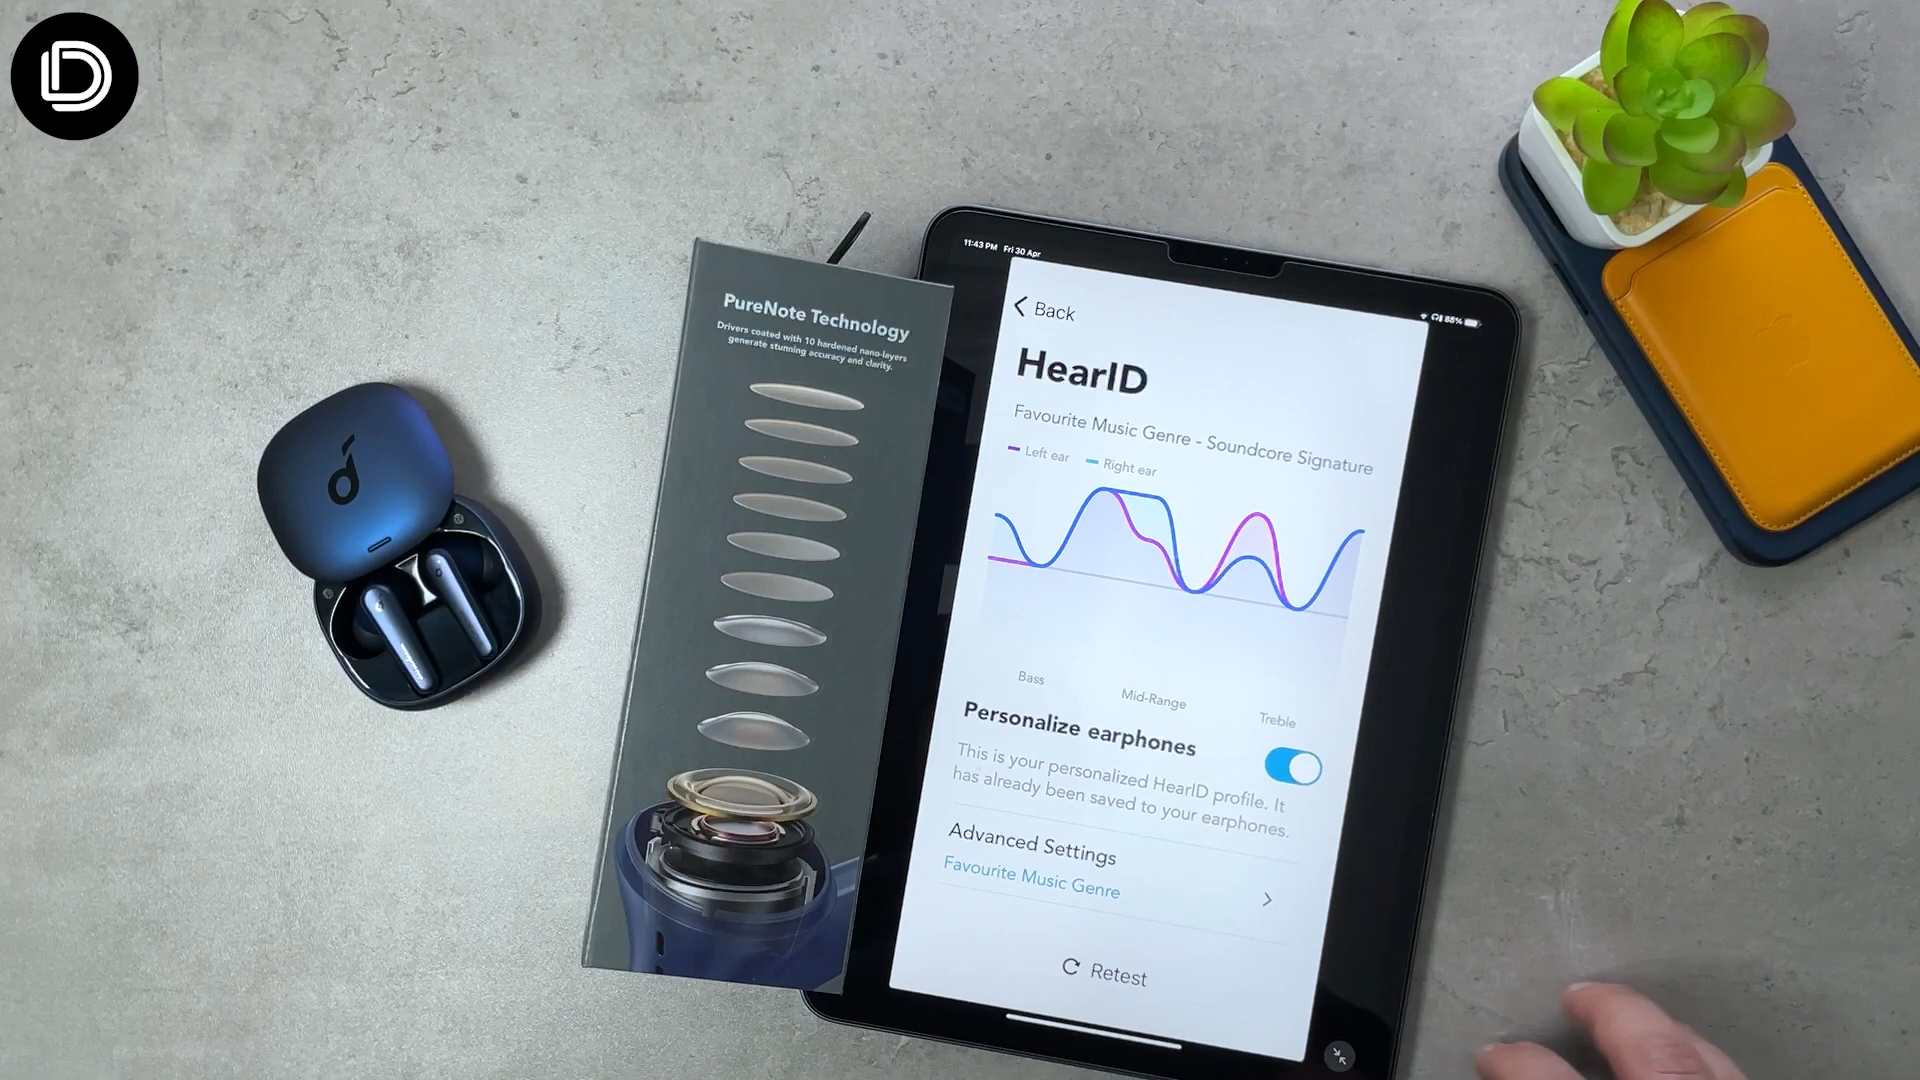 PureNote Technology
Drivers coated with 10 hardened nano-layers
generate stunning accuracy and clarity.
11:43 PM Fri 30 Apr
88%
Back
HearID
Favourite Music Genre - Soundcore Signature
Left ear Right ear
Bass Mid-Range Treble
Personalize earphones
This is your personalized HearID profile. It
has already been saved to your earphones.
Advanced Settings
Favourite Music Genre
Retest